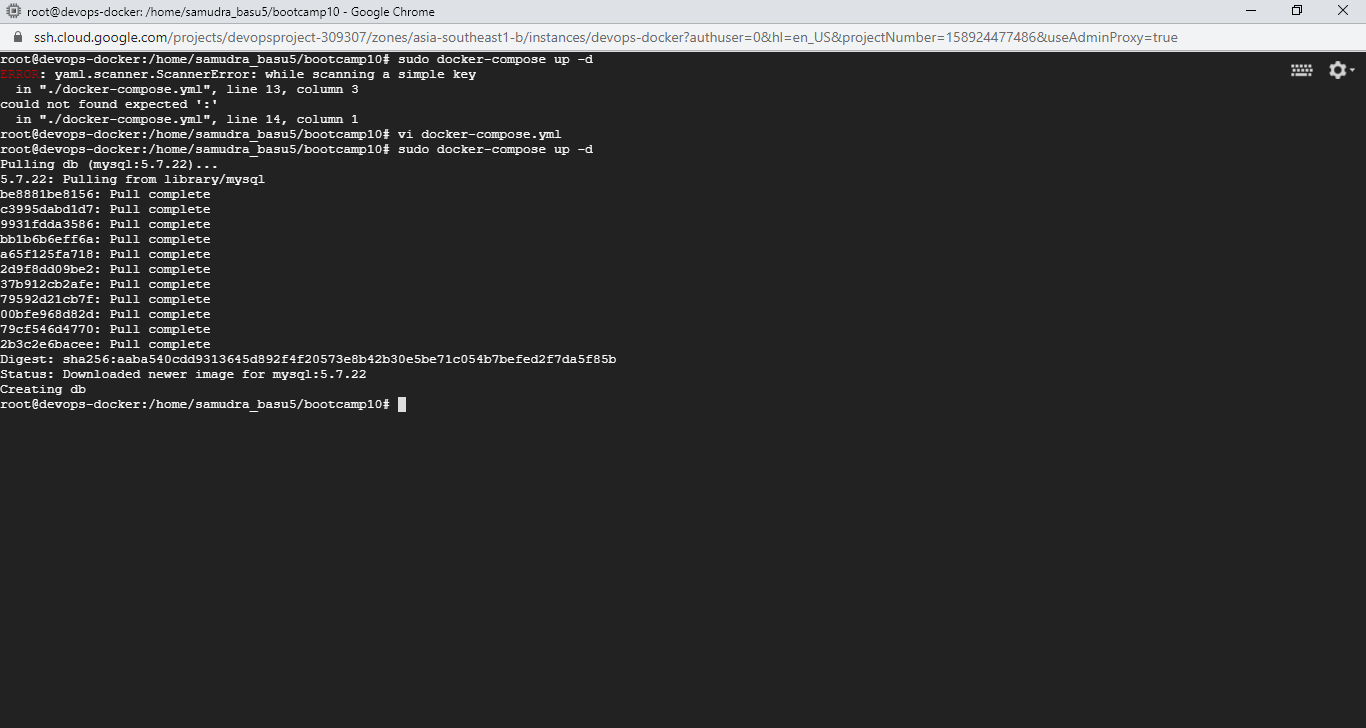 root@devops-docker: /home/samudra_basu5/bootcamp10 - Google Chrome
ssh.cloud.google.com/projects/devopsproject-309307/zones/asia-southeast1-b/instances/devops-docker?authuser=0&hl=en_US&projectNumber=158924477486&useAdminProxy=true
root@devops-docker:/home/samudra_basu5/bootcamp10# sudo docker-compose up -d
ERROR: yaml.scanner.ScannerError: while scanning a simple key
  in "./docker-compose.yml", line 13, column 3
could not found expected ':'
  in "./docker-compose.yml", line 14, column 1
root@devops-docker:/home/samudra_basu5/bootcamp10# vi docker-compose.yml
root@devops-docker:/home/samudra_basu5/bootcamp10# sudo docker-compose up -d
Pulling db (mysql:5.7.22)...
5.7.22: Pulling from library/mysql
be8881be8156: Pull complete
c3995dabd1d7: Pull complete
9931fdda3586: Pull complete
bb1b6b6eff6a: Pull complete
a65f125fa718: Pull complete
2d9f8dd09be2: Pull complete
37b912cb2afe: Pull complete
79592d21cb7f: Pull complete
00bfe968d82d: Pull complete
79cf546d4770: Pull complete
2b3c2e6bacee: Pull complete
Digest: sha256:aaba540cdd9313645d892f4f20573e8b42b30e5be71c054b7befed2f7da5f85b
Status: Downloaded newer image for mysql:5.7.22
Creating db
root@devops-docker:/home/samudra_basu5/bootcamp10#